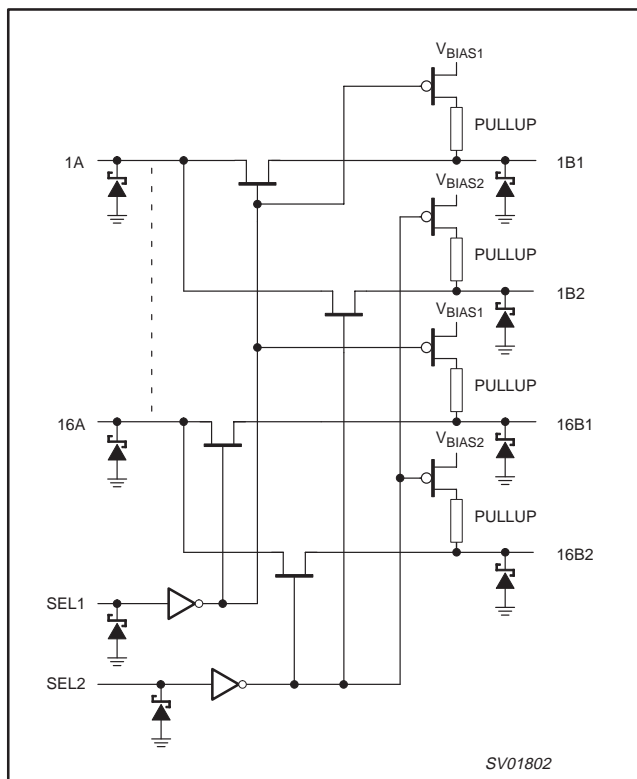 VBIAS1
PULLUP
1A
1B1
VBIAS2
PULLUP
1B2
VBIAS1
PULLUP
16A
16B1
VBIAS2
PULLUP
16B2
SEL1
SEL2
SV01802